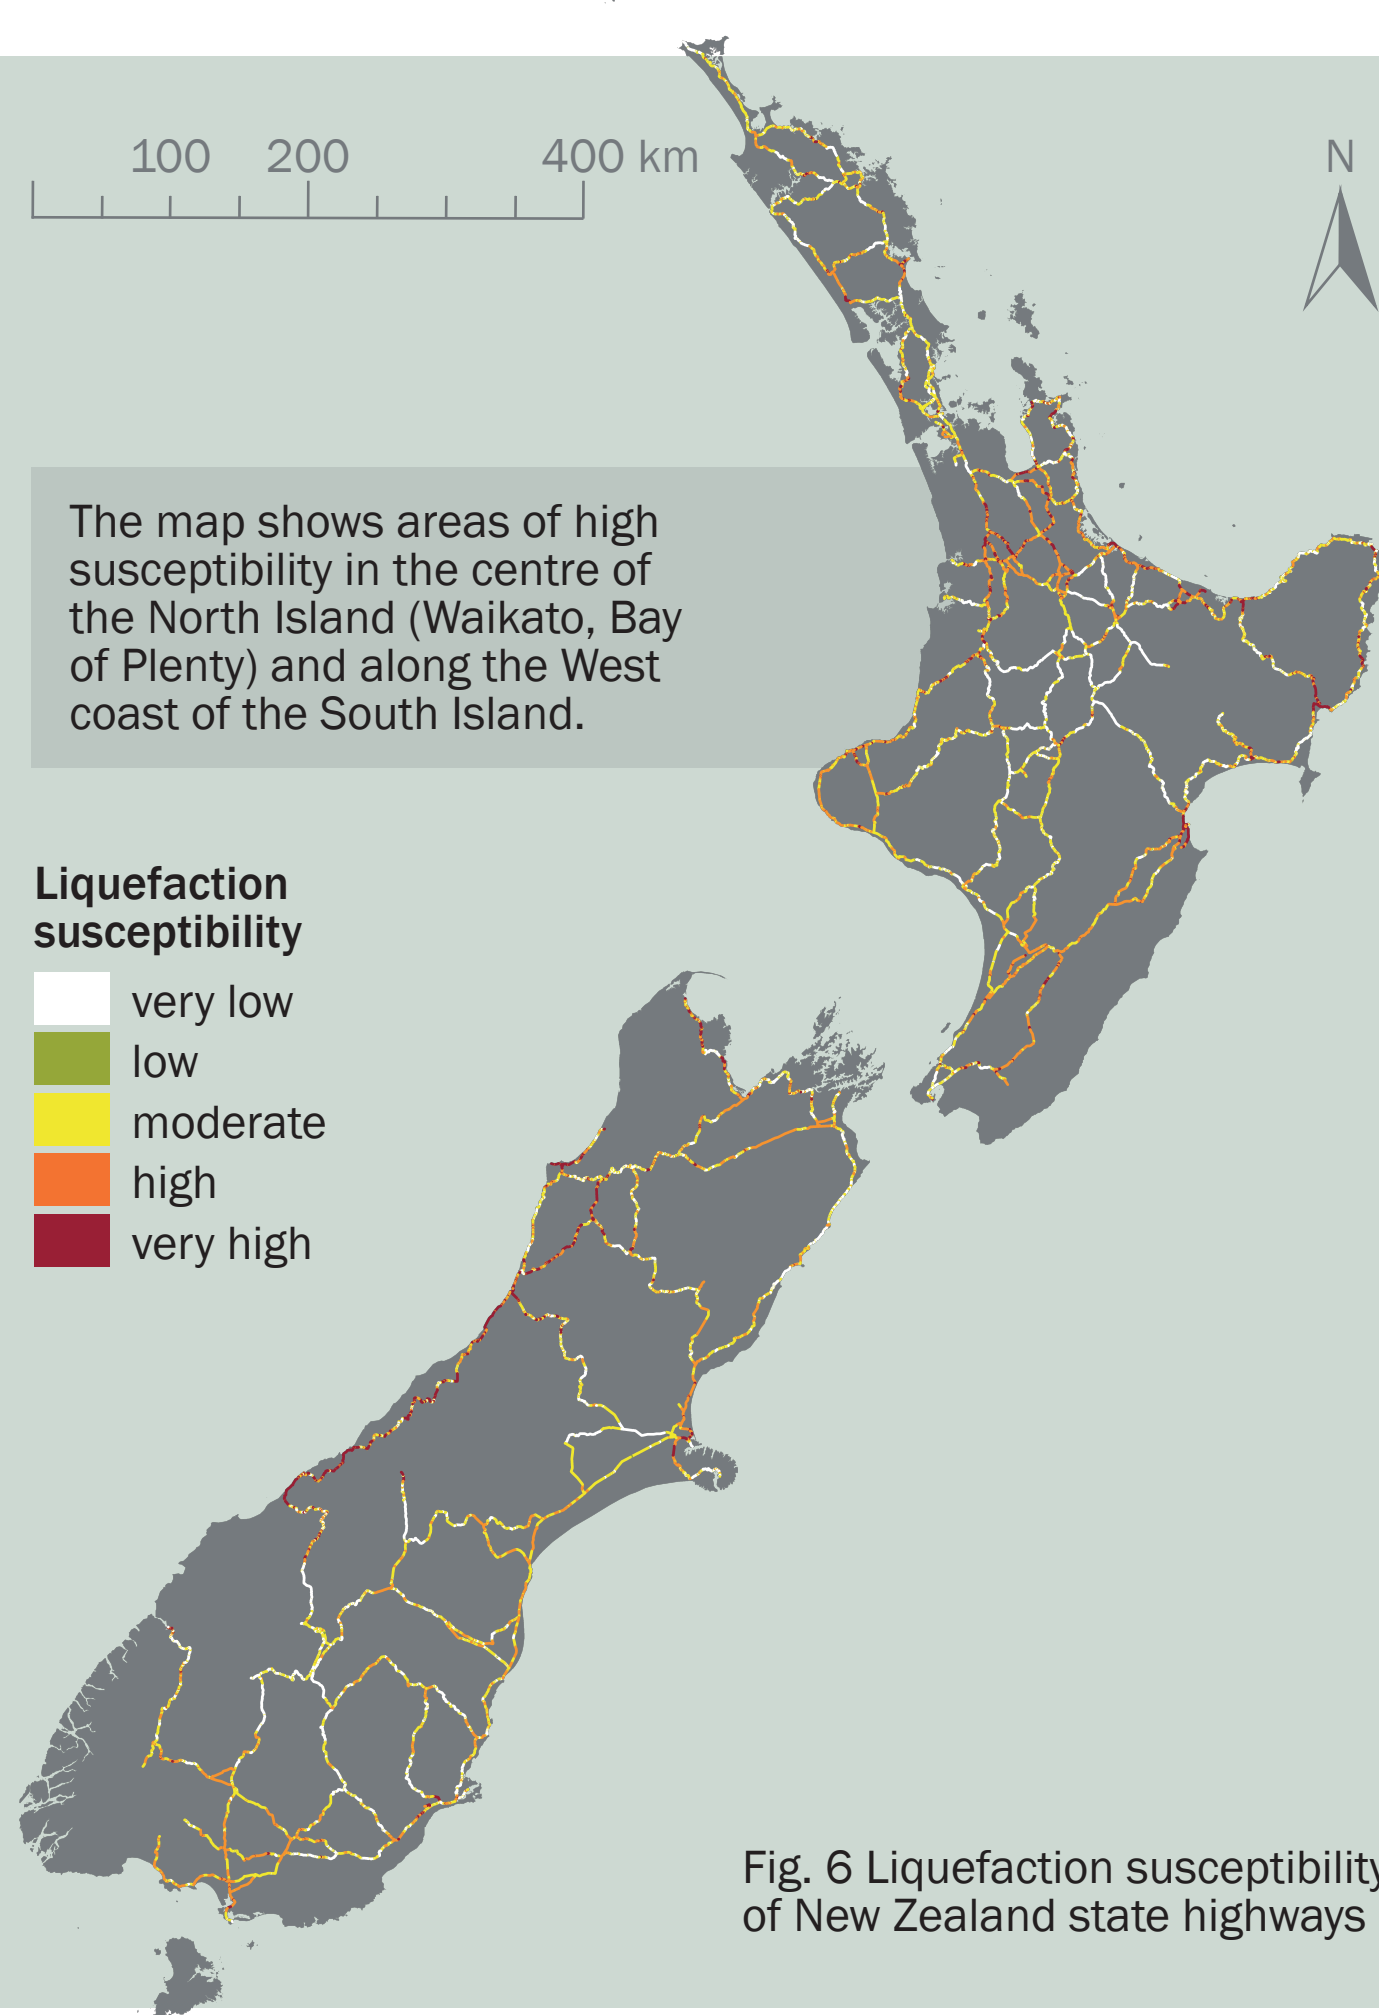 100 200 400 km
N
The map shows areas of high
susceptibility in the centre of
the North Island (Waikato, Bay
of Plenty) and along the West
coast of the South Island.
Liquefaction
susceptibility
very low
low
moderate
high
very high
Fig. 6 Liquefaction susceptibility
of New Zealand state highways